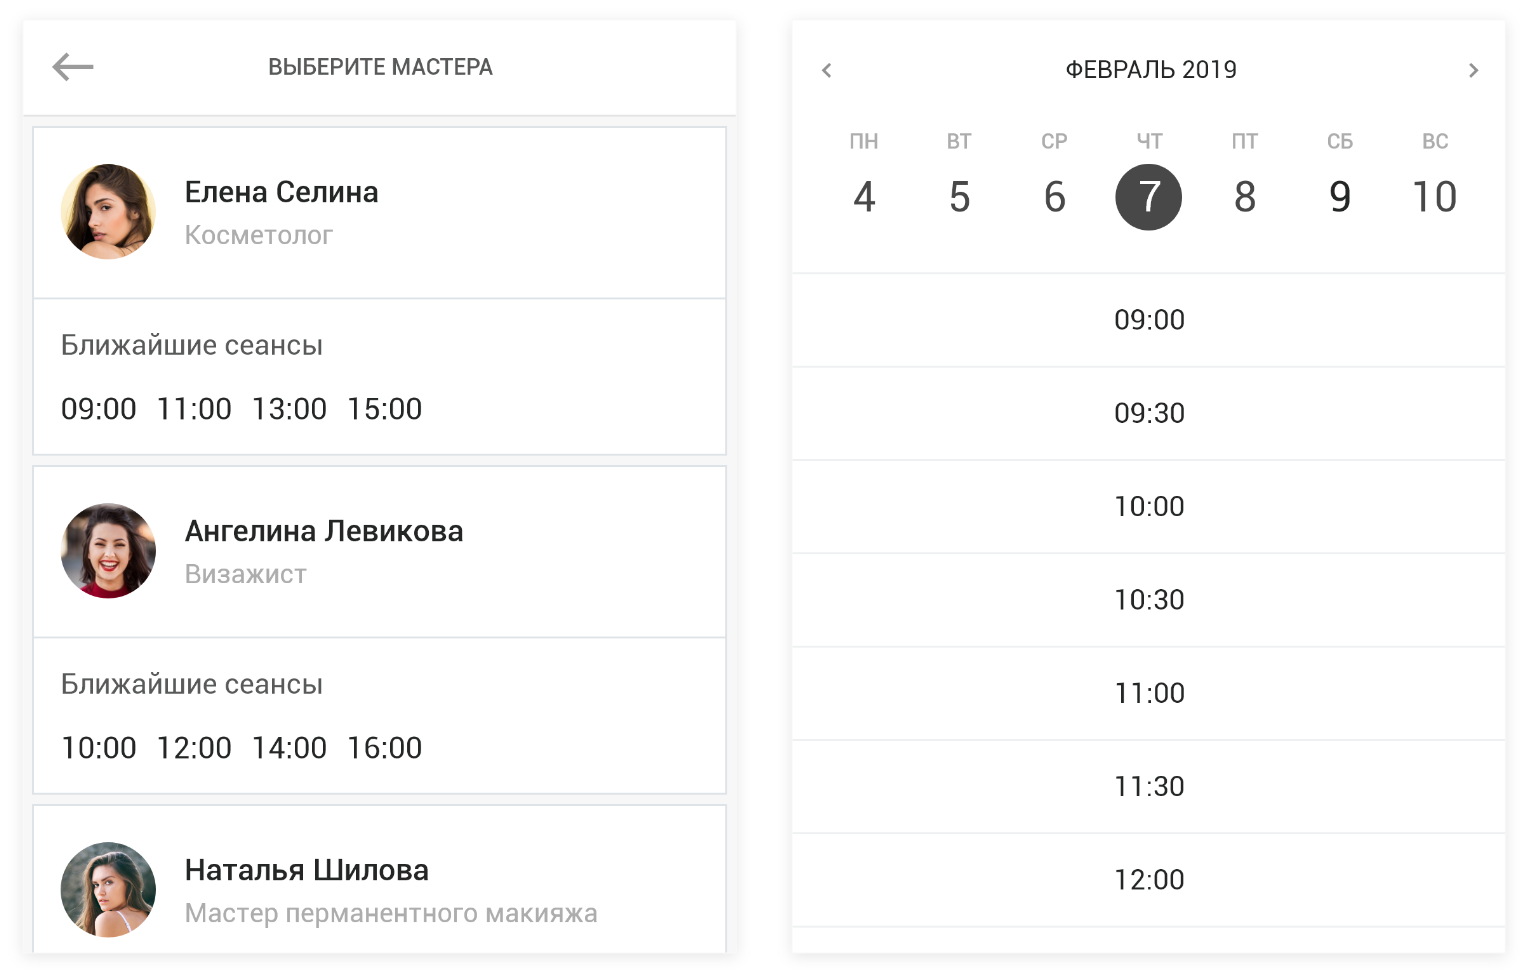 ВЫБЕРИТЕ МАСТЕРА
Елена Селина
Косметолог
Ближайшие сеансы
09:00 11:00 13:00 15:00
Ангелина Левикова
Визажист
Ближайшие сеансы
10:00 12:00 14:00 16:00
Наталья Шилова
Мастер перманентного макияжа
ФЕВРАЛЬ 2019
ПН ВТ СР ЧТ ПТ СБ ВС
4 5 6 7 8 9 10
09:00
09:30
10:00
10:30
11:00
11:30
12:00